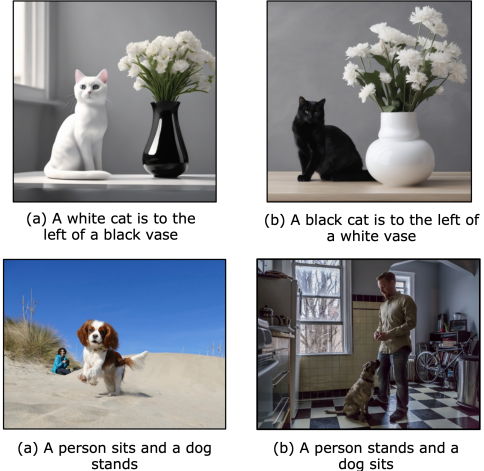 (a) A white cat is to the
left of a black vase
(b) A black cat is to the left of
a white vase
(a) A person sits and a dog
stands
(b) A person stands and a
dog sits